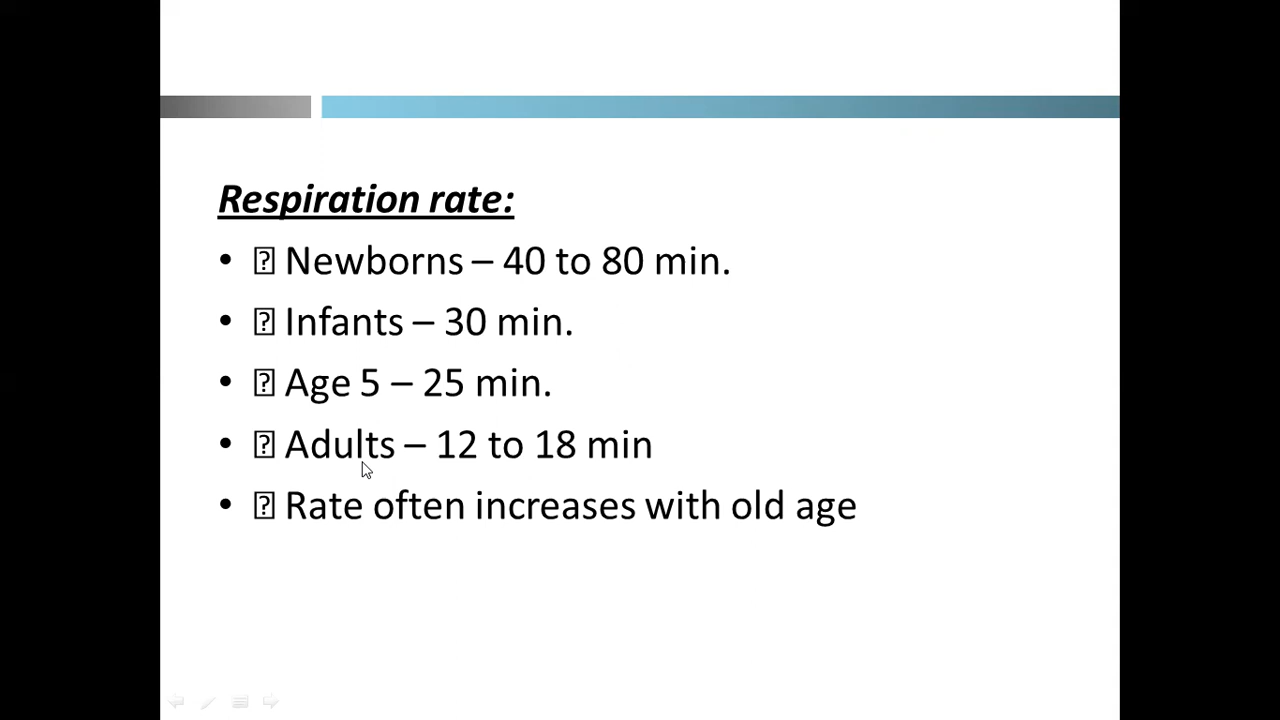 Respiration rate:
• Newborns – 40 to 80 min.
• Infants – 30 min.
• Age 5 – 25 min.
• Adults – 12 to 18 min
• Rate often increases with old age